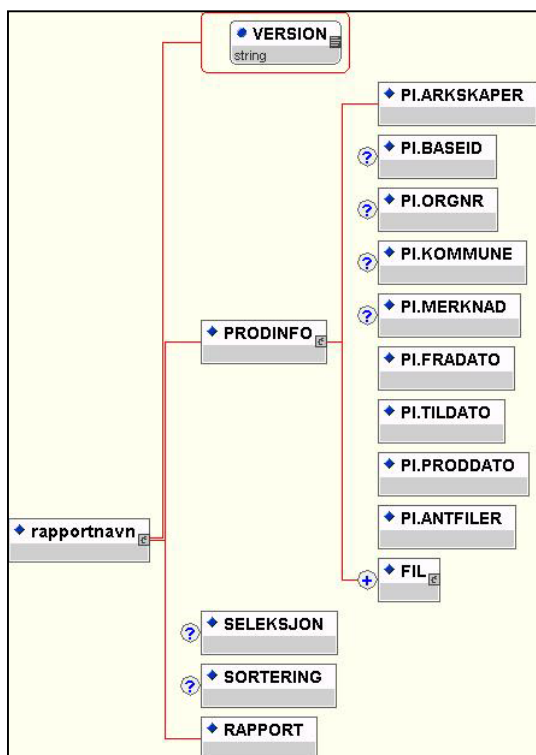 VERSION
string
PI.ARKSKAPER
? PI.BASEID
? PI.ORGNR
? PI.KOMMUNE
? PI.MERKNAD
PRODINFO
PI.FRADATO
PI.TILDATO
PI.PRODDATO
PI.ANTFILER
rapportnavn
+ FIL
? SELEKSJON
? SORTERING
RAPPORT